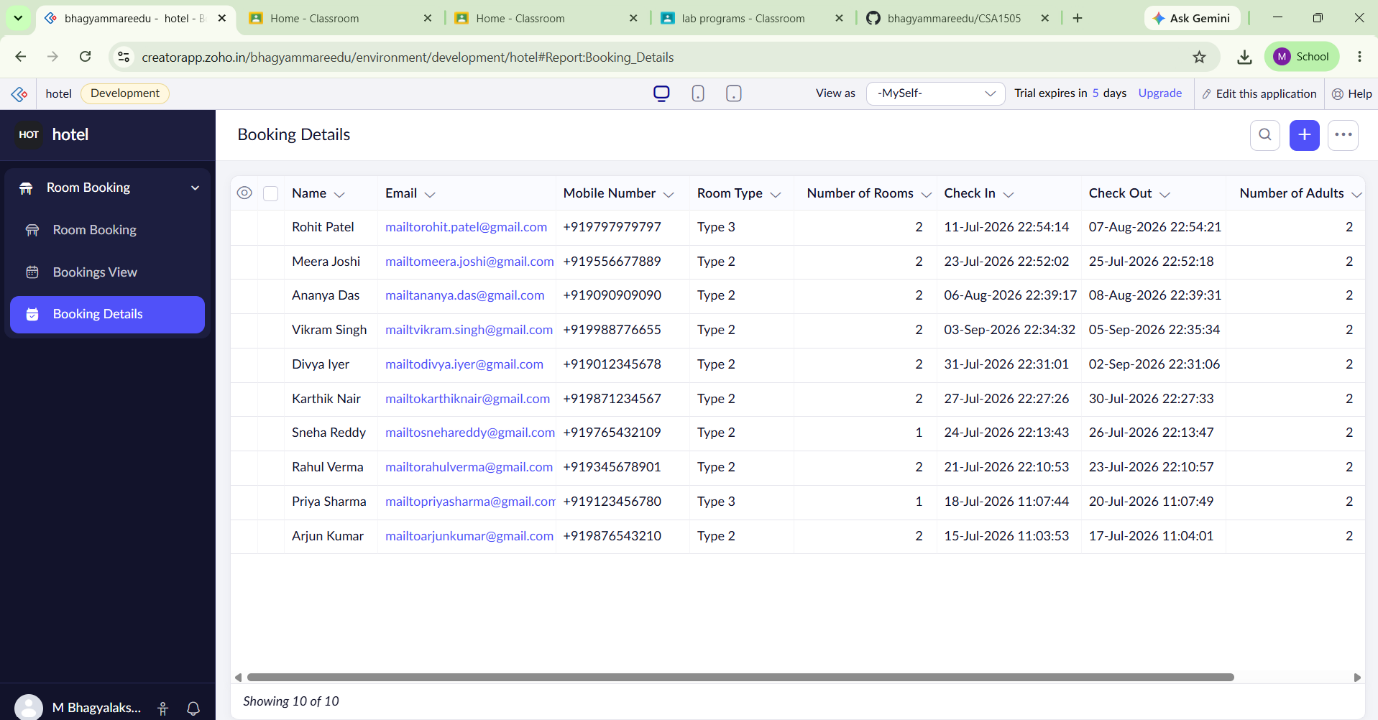 bhagyammareedu - hotel - B
Home - Classroom
Home - Classroom
lab programs - Classroom
bhagyammareedu/CSA1505
Ask Gemini
creatorapp.zoho.in/bhagyammareedu/environment/development/hotel#Report:Booking_Details
M School
hotel Development View as -MySelf- Trial expires in 5 days Upgrade Edit this application Help
HOT hotel
Booking Details
Room Booking
Room Booking
Bookings View
Booking Details
Name Email Mobile Number Room Type Number of Rooms Check In Check Out Number of Adults
Rohit Patel mailtorohit.patel@gmail.com +919797979797 Type 3 2 11-Jul-2026 22:54:14 07-Aug-2026 22:54:21 2
Meera Joshi mailtomeera.joshi@gmail.com +919556677889 Type 2 2 23-Jul-2026 22:52:02 25-Jul-2026 22:52:18 2
Ananya Das mailtananya.das@gmail.com +919090909090 Type 2 2 06-Aug-2026 22:39:17 08-Aug-2026 22:39:31 2
Vikram Singh mailtvikram.singh@gmail.com +919988776655 Type 2 2 03-Sep-2026 22:34:32 05-Sep-2026 22:35:34 2
Divya Iyer mailtodivya.iyer@gmail.com +919012345678 Type 2 2 31-Jul-2026 22:31:01 02-Sep-2026 22:31:06 2
Karthik Nair mailtokarthiknair@gmail.com +919871234567 Type 2 2 27-Jul-2026 22:27:26 30-Jul-2026 22:27:33 2
Sneha Reddy mailtosnehareddy@gmail.com +919765432109 Type 2 1 24-Jul-2026 22:13:43 26-Jul-2026 22:13:47 2
Rahul Verma mailtorahulverma@gmail.com +919345678901 Type 2 2 21-Jul-2026 22:10:53 23-Jul-2026 22:10:57 2
Priya Sharma mailtopriyasharma@gmail.com +919123456780 Type 3 1 18-Jul-2026 11:07:44 20-Jul-2026 11:07:49 2
Arjun Kumar mailtoarjunkumar@gmail.com +919876543210 Type 2 2 15-Jul-2026 11:03:53 17-Jul-2026 11:04:01 2
Showing 10 of 10
M Bhagyalaks...